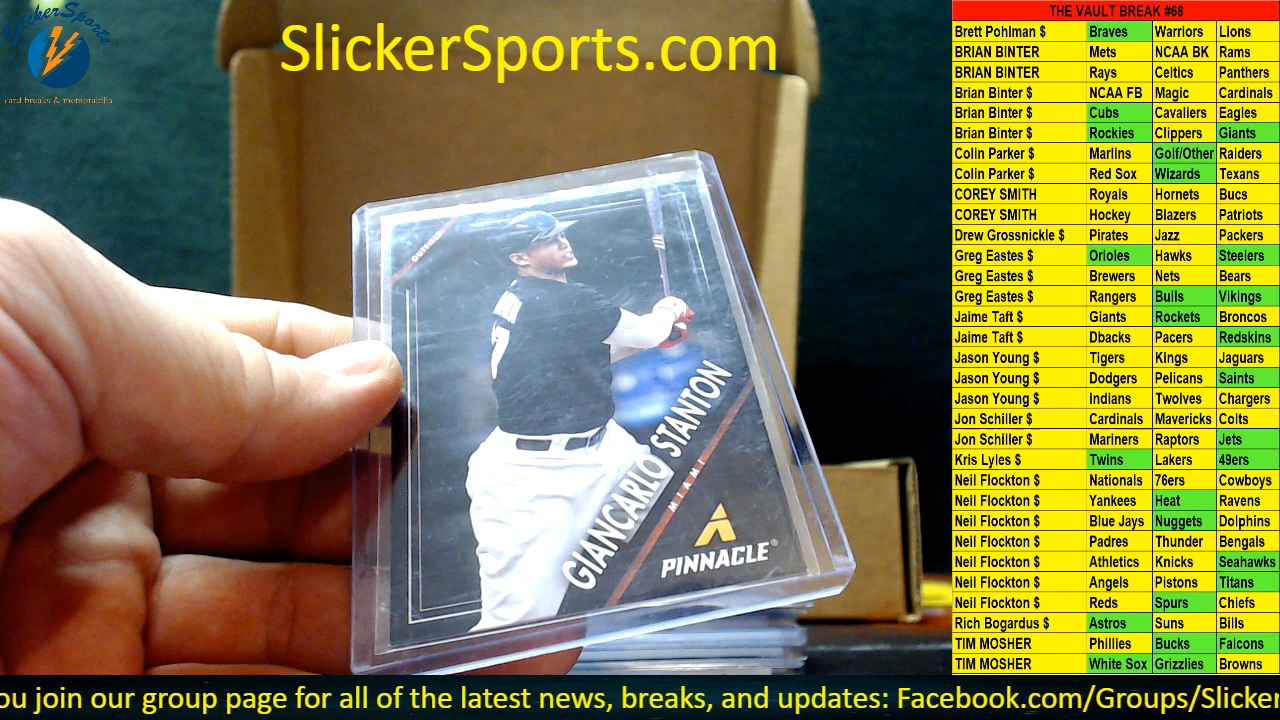 SlickerSports
card breaks & memorabilia
SlickerSports.com
OUTFIELD
GIANCARLO STANTON
MIAMI
PINNACLE®
THE VAULT BREAK #68
Brett Pohlman $ Braves Warriors Lions
BRIAN BINTER Mets NCAA BK Rams
BRIAN BINTER Rays Celtics Panthers
Brian Binter $ NCAA FB Magic Cardinals
Brian Binter $ Cubs Cavaliers Eagles
Brian Binter $ Rockies Clippers Giants
Colin Parker $ Marlins Golf/Other Raiders
Colin Parker $ Red Sox Wizards Texans
COREY SMITH Royals Hornets Bucs
COREY SMITH Hockey Blazers Patriots
Drew Grossnickle $ Pirates Jazz Packers
Greg Eastes $ Orioles Hawks Steelers
Greg Eastes $ Brewers Nets Bears
Greg Eastes $ Rangers Bulls Vikings
Jaime Taft $ Giants Rockets Broncos
Jaime Taft $ Dbacks Pacers Redskins
Jason Young $ Tigers Kings Jaguars
Jason Young $ Dodgers Pelicans Saints
Jason Young $ Indians Twolves Chargers
Jon Schiller $ Cardinals Mavericks Colts
Jon Schiller $ Mariners Raptors Jets
Kris Lyles $ Twins Lakers 49ers
Neil Flockton $ Nationals 76ers Cowboys
Neil Flockton $ Yankees Heat Ravens
Neil Flockton $ Blue Jays Nuggets Dolphins
Neil Flockton $ Padres Thunder Bengals
Neil Flockton $ Athletics Knicks Seahawks
Neil Flockton $ Angels Pistons Titans
Neil Flockton $ Reds Spurs Chiefs
Rich Bogardus $ Astros Suns Bills
TIM MOSHER Phillies Bucks Falcons
TIM MOSHER White Sox Grizzlies Browns
ou join our group page for all of the latest news, breaks, and updates: Facebook.com/Groups/Slicker